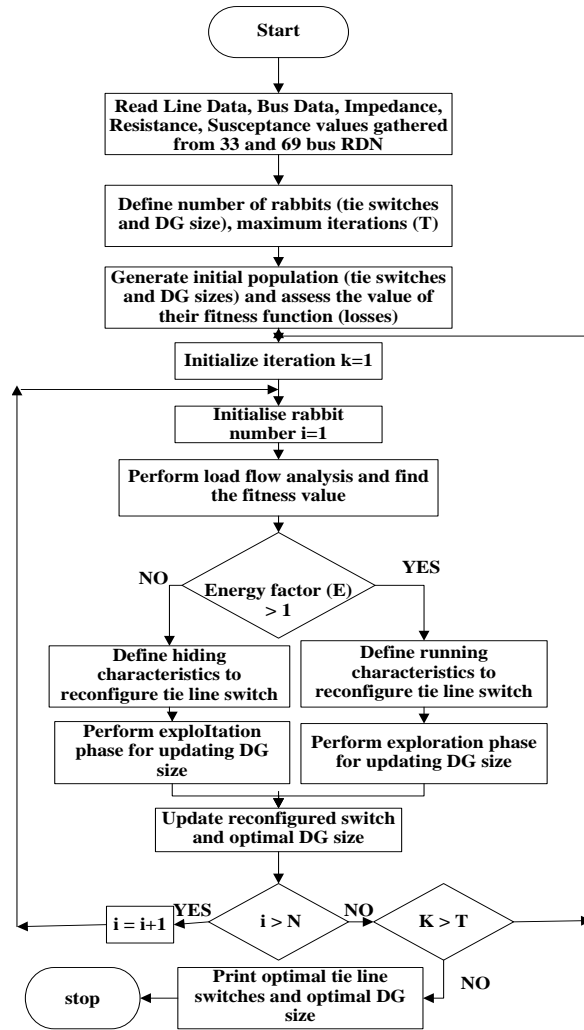 Start
Read Line Data, Bus Data, Impedance,
Resistance, Susceptance values gathered
from 33 and 69 bus RDN
Define number of rabbits (tie switches
and DG size), maximum iterations (T)
Generate initial population (tie switches
and DG sizes) and assess the value of
their fitness function (losses)
Initialize iteration k=1
Initialise rabbit
number i=1
Perform load flow analysis and find
the fitness value
NO
YES
Energy factor (E)
> 1
Define hiding
characteristics to
reconfigure tie line switch
Define running
characteristics to
reconfigure tie line switch
Perform exploItation
phase for updating DG
size
Perform exploration phase
for updating DG size
Update reconfigured switch
and optimal DG size
i = i+1
YES
i > N
NO
K > T
NO
Print optimal tie line
switches and optimal DG
size
stop